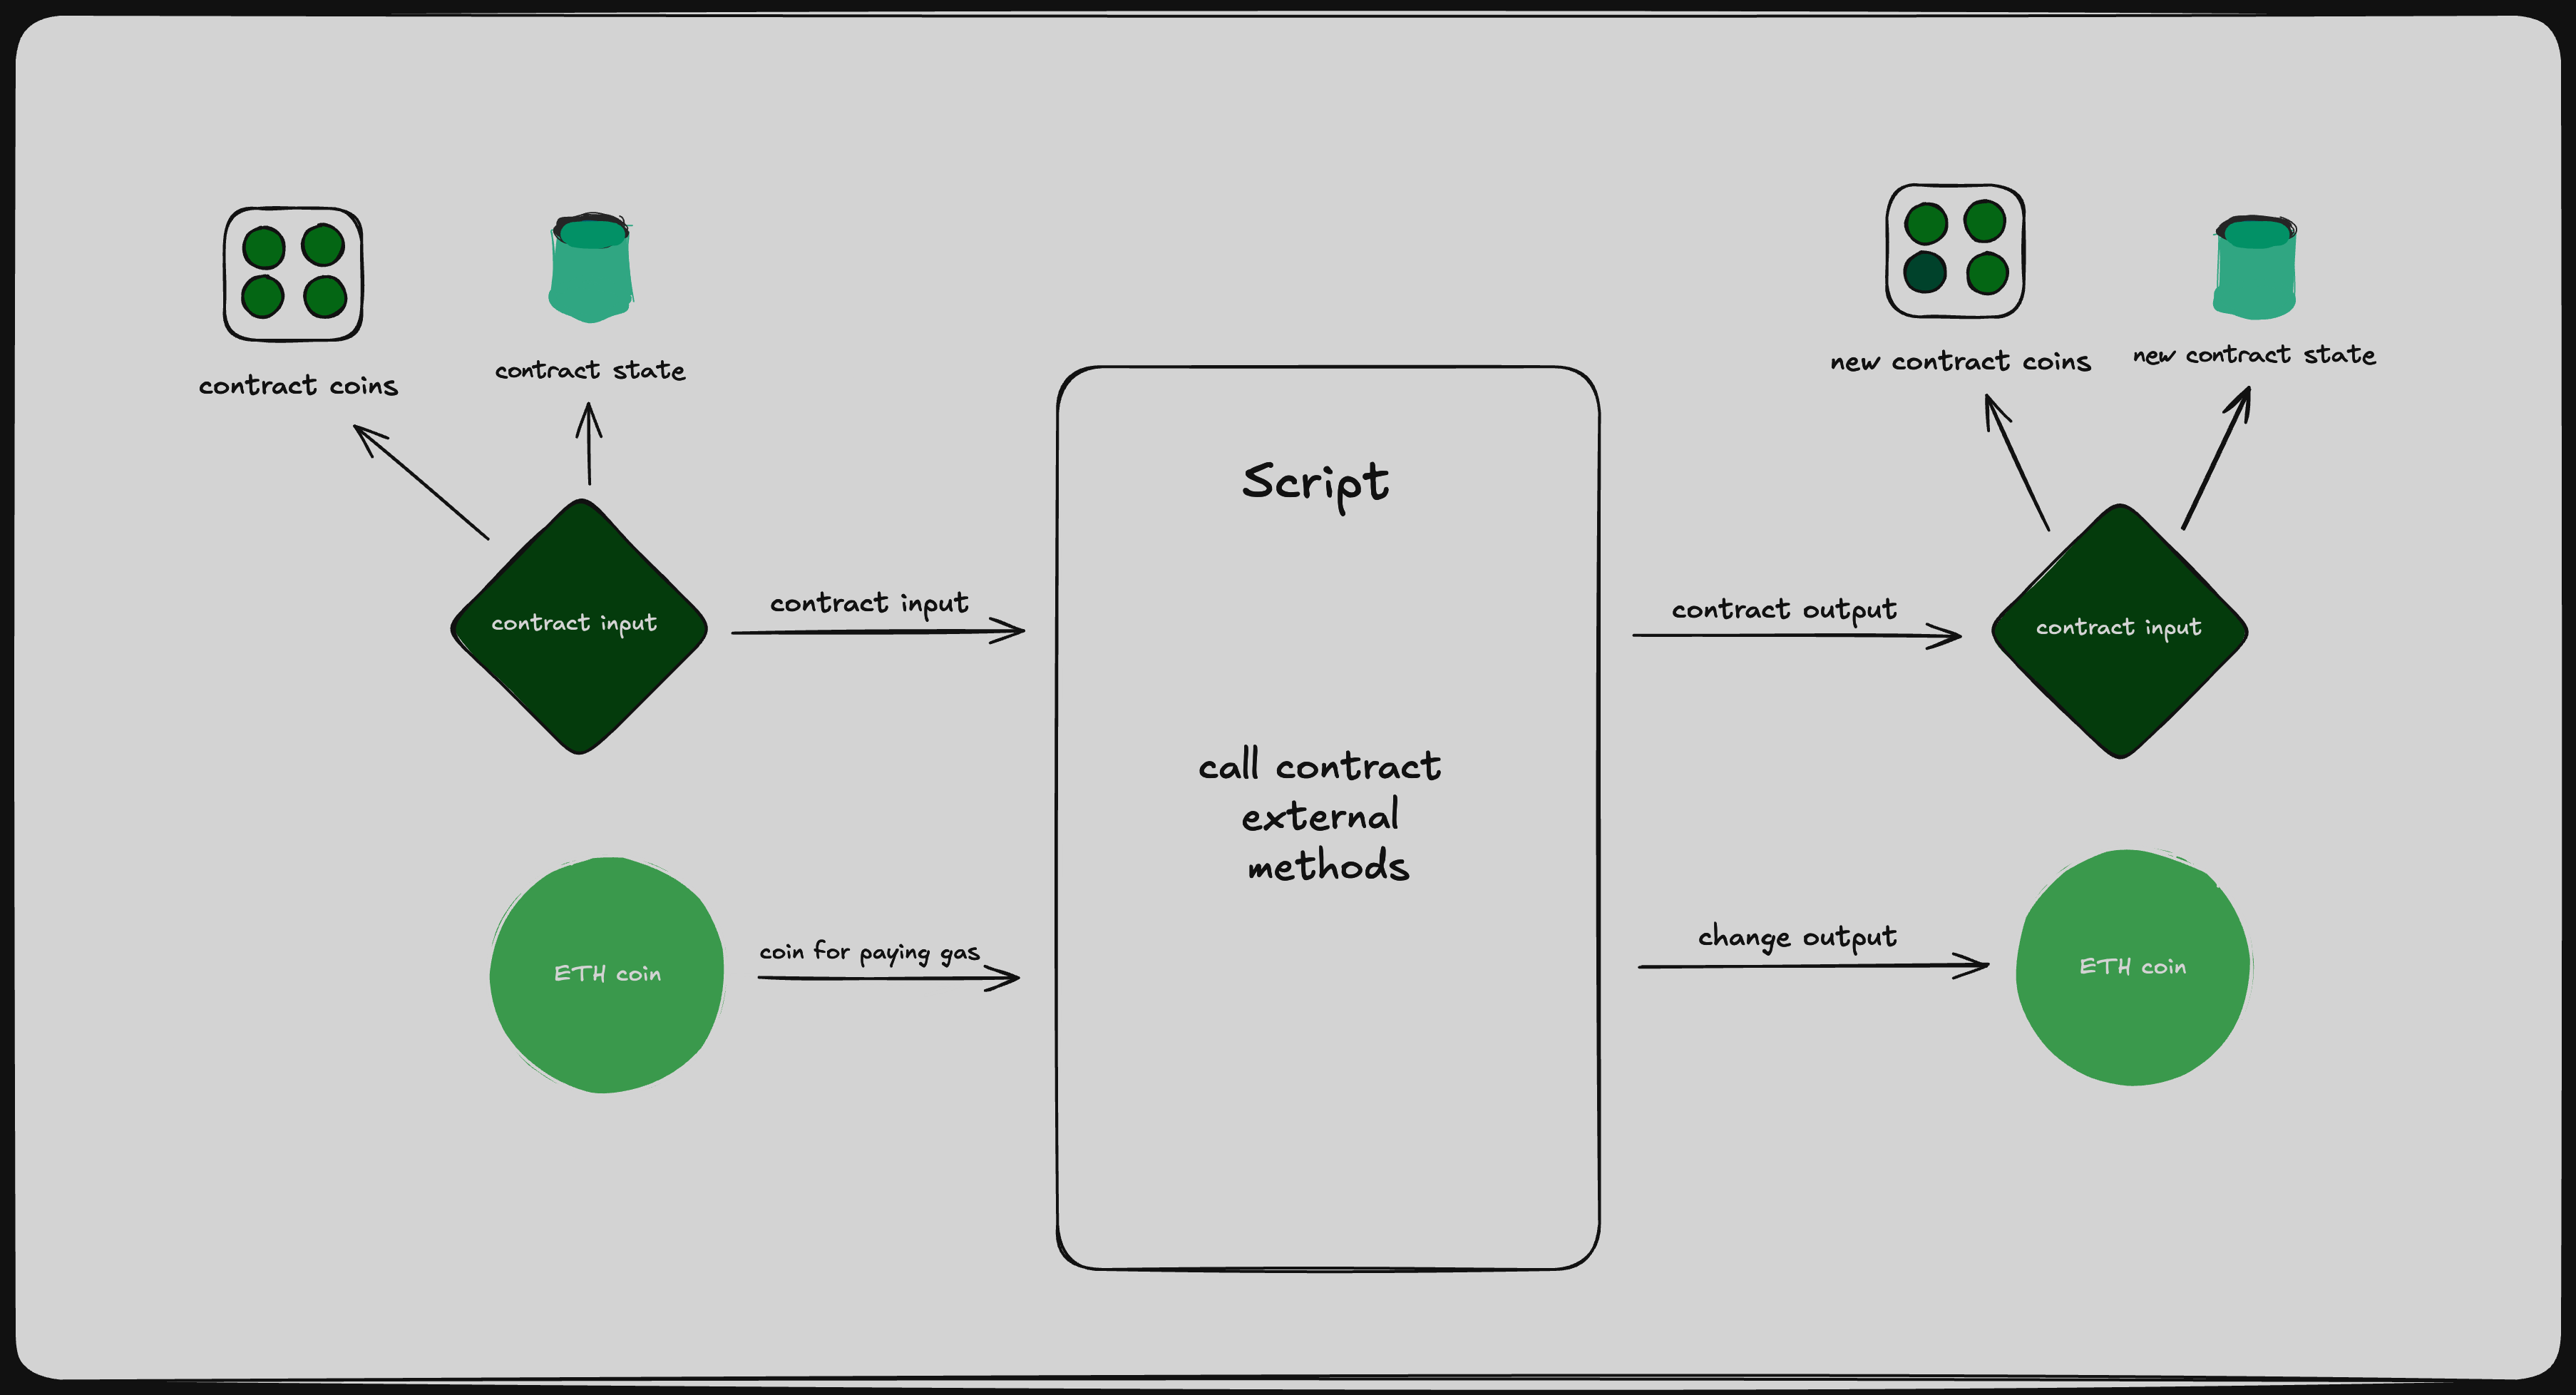 contract coins
contract state
new contract coins
new contract state
Script
contract input
contract input
contract output
contract input
call contract
external
methods
ETH coin
coin for paying gas
change output
ETH coin